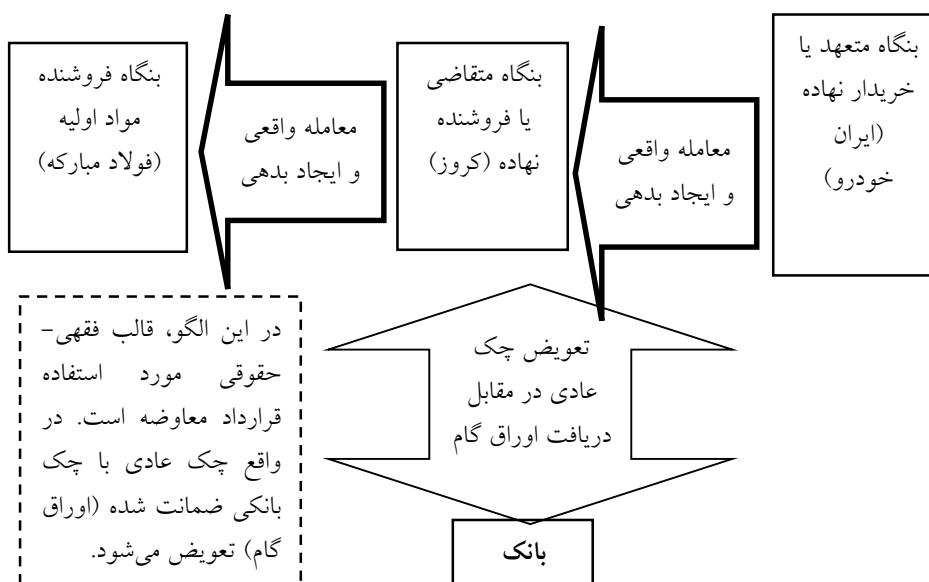 بنگاه متعهد یا
خریدار نهاده
(ایران
خودرو)
معامله واقعی
و ایجاد بدهی
بنگاه متقاضی
یا فروشنده
نهاده (کروز)
معامله واقعی
و ایجاد بدهی
بنگاه فروشنده
مواد اولیه
(فولاد مبارکه)
تعویض چک
عادی در مقابل
دریافت اوراق گام
بانک
در این الگو، قالب فقهی-
حقوقی مورد استفاده
قرارداد معاوضه است. در
واقع چک عادی با چک
بانکی ضمانت شده (اوراق
گام) تعویض می‌شود.